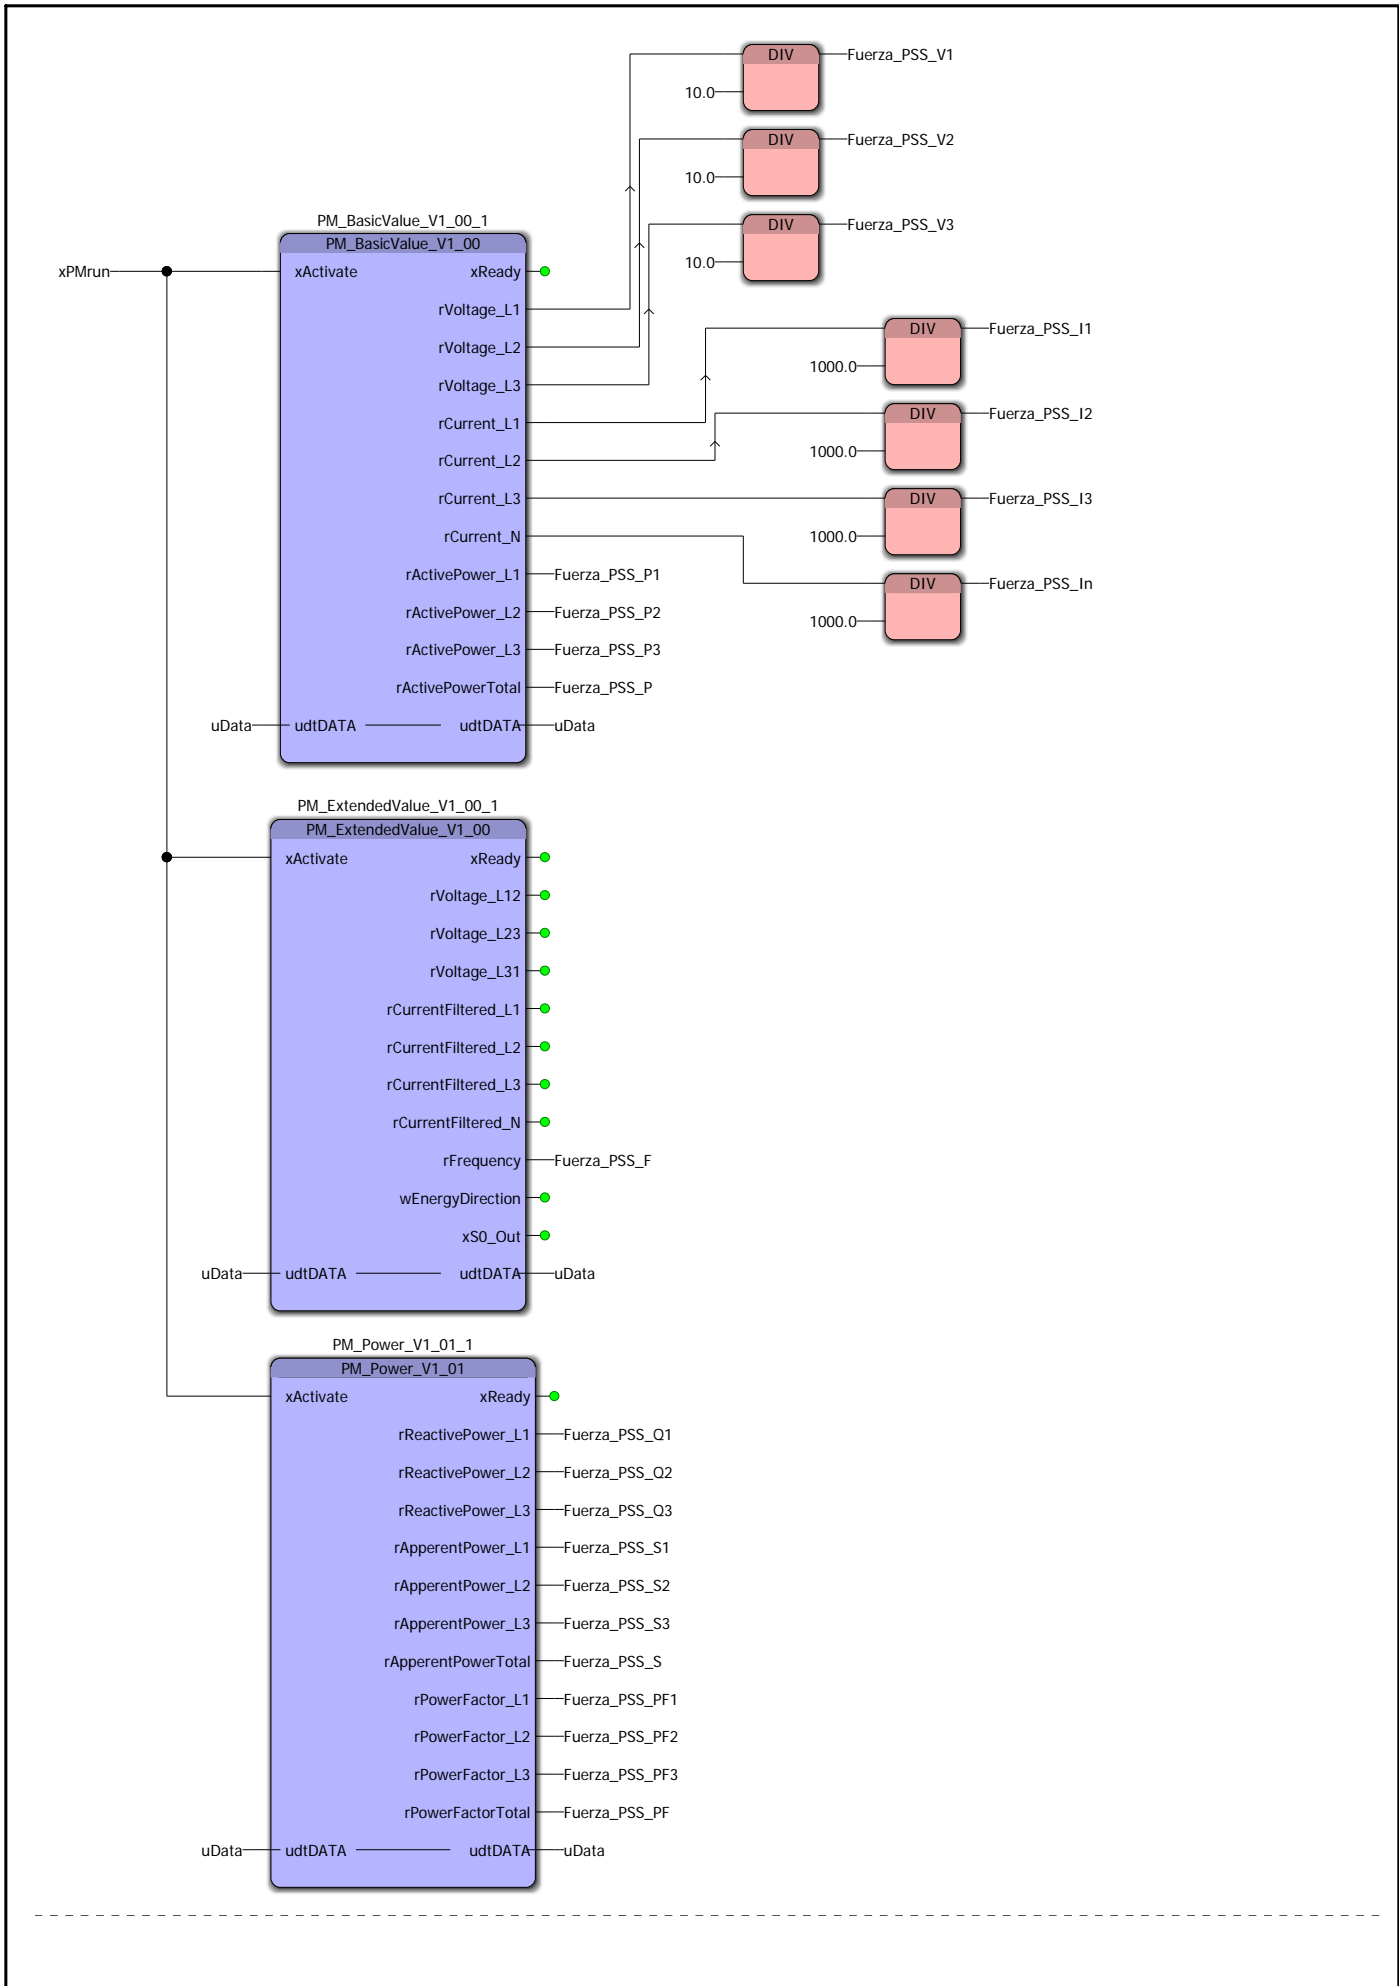 DIV
Fuerza_PSS_V1
10.0
DIV
Fuerza_PSS_V2
10.0
DIV
Fuerza_PSS_V3
10.0
PM_BasicValue_V1_00_1
PM_BasicValue_V1_00
xPMrun
xActivate
xReady
rVoltage_L1
rVoltage_L2
rVoltage_L3
rCurrent_L1
rCurrent_L2
rCurrent_L3
rCurrent_N
DIV
Fuerza_PSS_I1
1000.0
DIV
Fuerza_PSS_I2
1000.0
DIV
Fuerza_PSS_I3
1000.0
DIV
Fuerza_PSS_In
1000.0
rActivePower_L1 Fuerza_PSS_P1
rActivePower_L2 Fuerza_PSS_P2
rActivePower_L3 Fuerza_PSS_P3
rActivePowerTotal Fuerza_PSS_P
uData udtDATA udtDATA uData
PM_ExtendedValue_V1_00_1
PM_ExtendedValue_V1_00
xActivate xReady
rVoltage_L12
rVoltage_L23
rVoltage_L31
rCurrentFiltered_L1
rCurrentFiltered_L2
rCurrentFiltered_L3
rCurrentFiltered_N
rFrequency Fuerza_PSS_F
wEnergyDirection
xS0_Out
uData udtDATA udtDATA uData
PM_Power_V1_01_1
PM_Power_V1_01
xActivate xReady
rReactivePower_L1 Fuerza_PSS_Q1
rReactivePower_L2 Fuerza_PSS_Q2
rReactivePower_L3 Fuerza_PSS_Q3
rApperentPower_L1 Fuerza_PSS_S1
rApperentPower_L2 Fuerza_PSS_S2
rApperentPower_L3 Fuerza_PSS_S3
rApperentPowerTotal Fuerza_PSS_S
rPowerFactor_L1 Fuerza_PSS_PF1
rPowerFactor_L2 Fuerza_PSS_PF2
rPowerFactor_L3 Fuerza_PSS_PF3
rPowerFactorTotal Fuerza_PSS_PF
uData udtDATA udtDATA uData